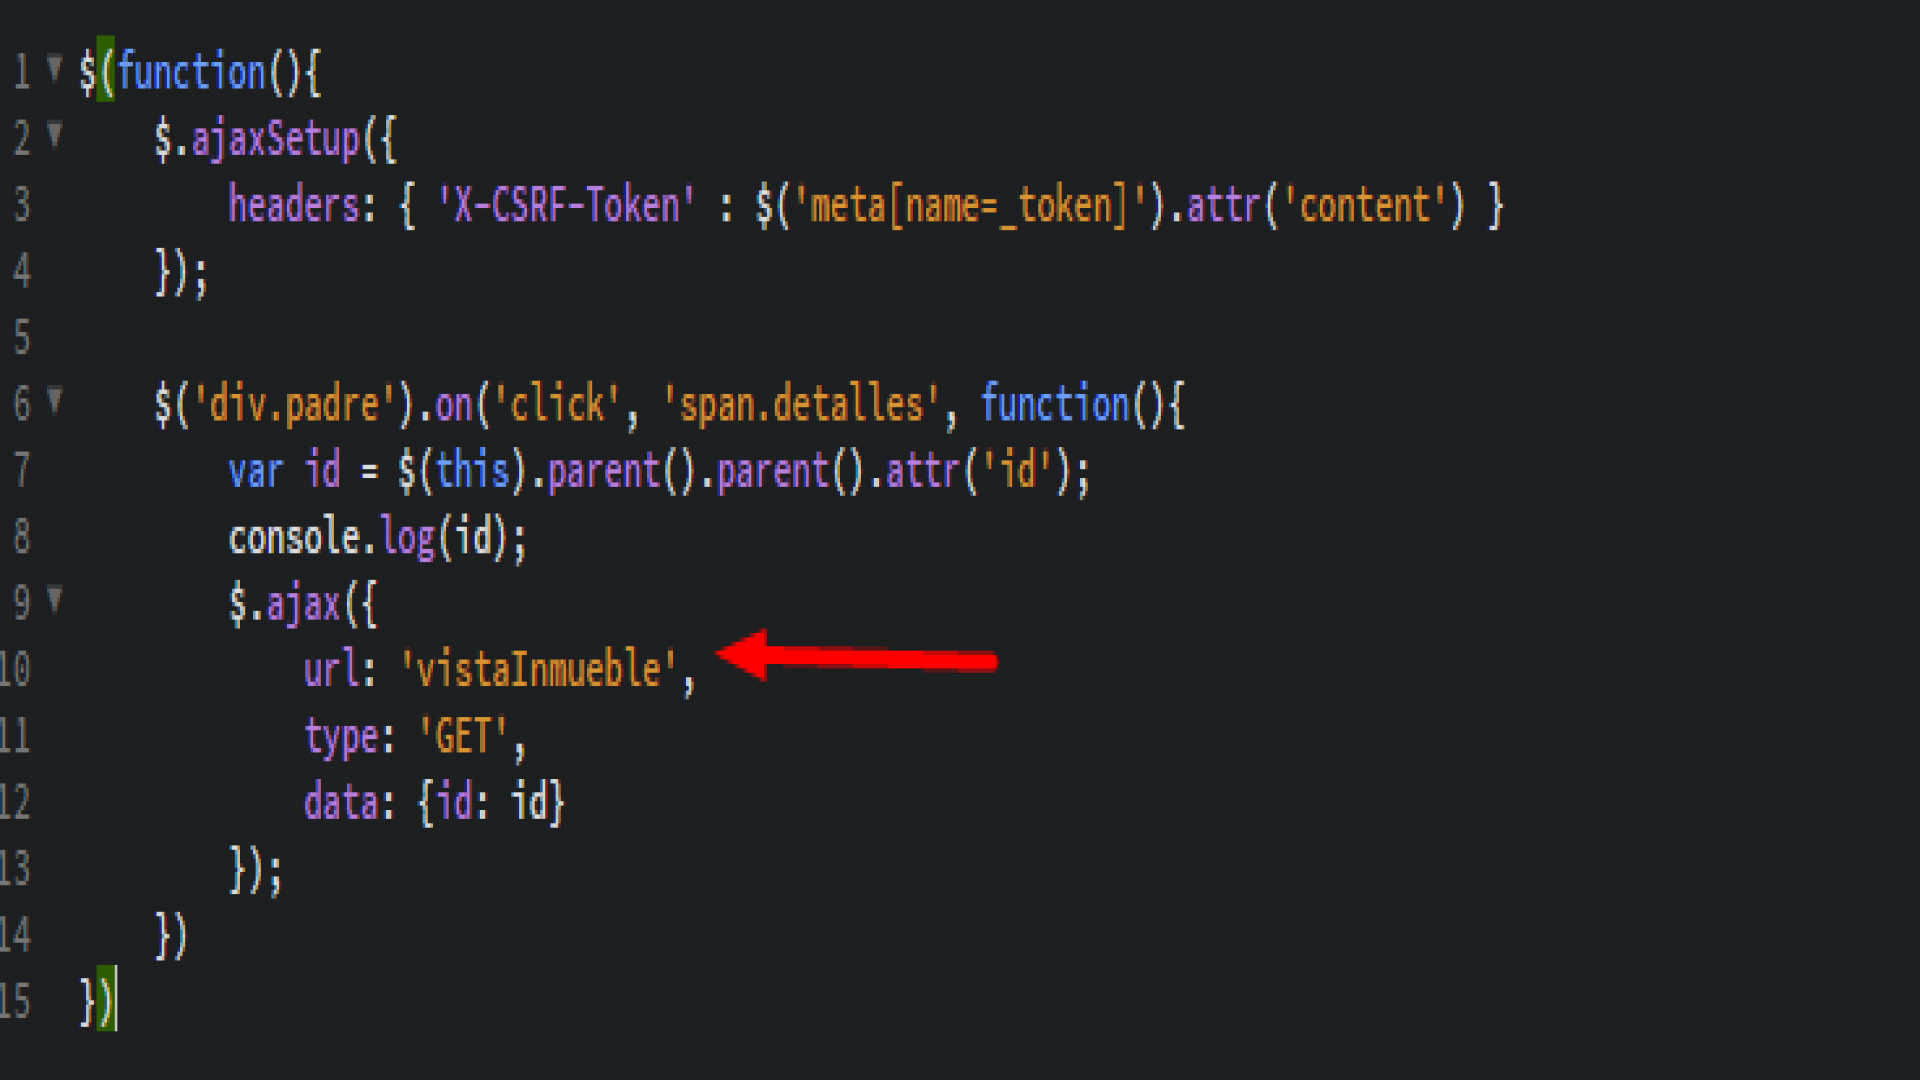 1 $(function(){
2 $.ajaxSetup({
3 headers: { 'X-CSRF-Token' : $('meta[name=_token]').attr('content') }
4 });
5
6 $('div.padre').on('click', 'span.detalles', function(){
7 var id = $(this).parent().parent().attr('id');
8 console.log(id);
9 $.ajax({
10 url: 'vistaInmueble',
11 type: 'GET',
12 data: {id: id}
13 });
14 })
15 })